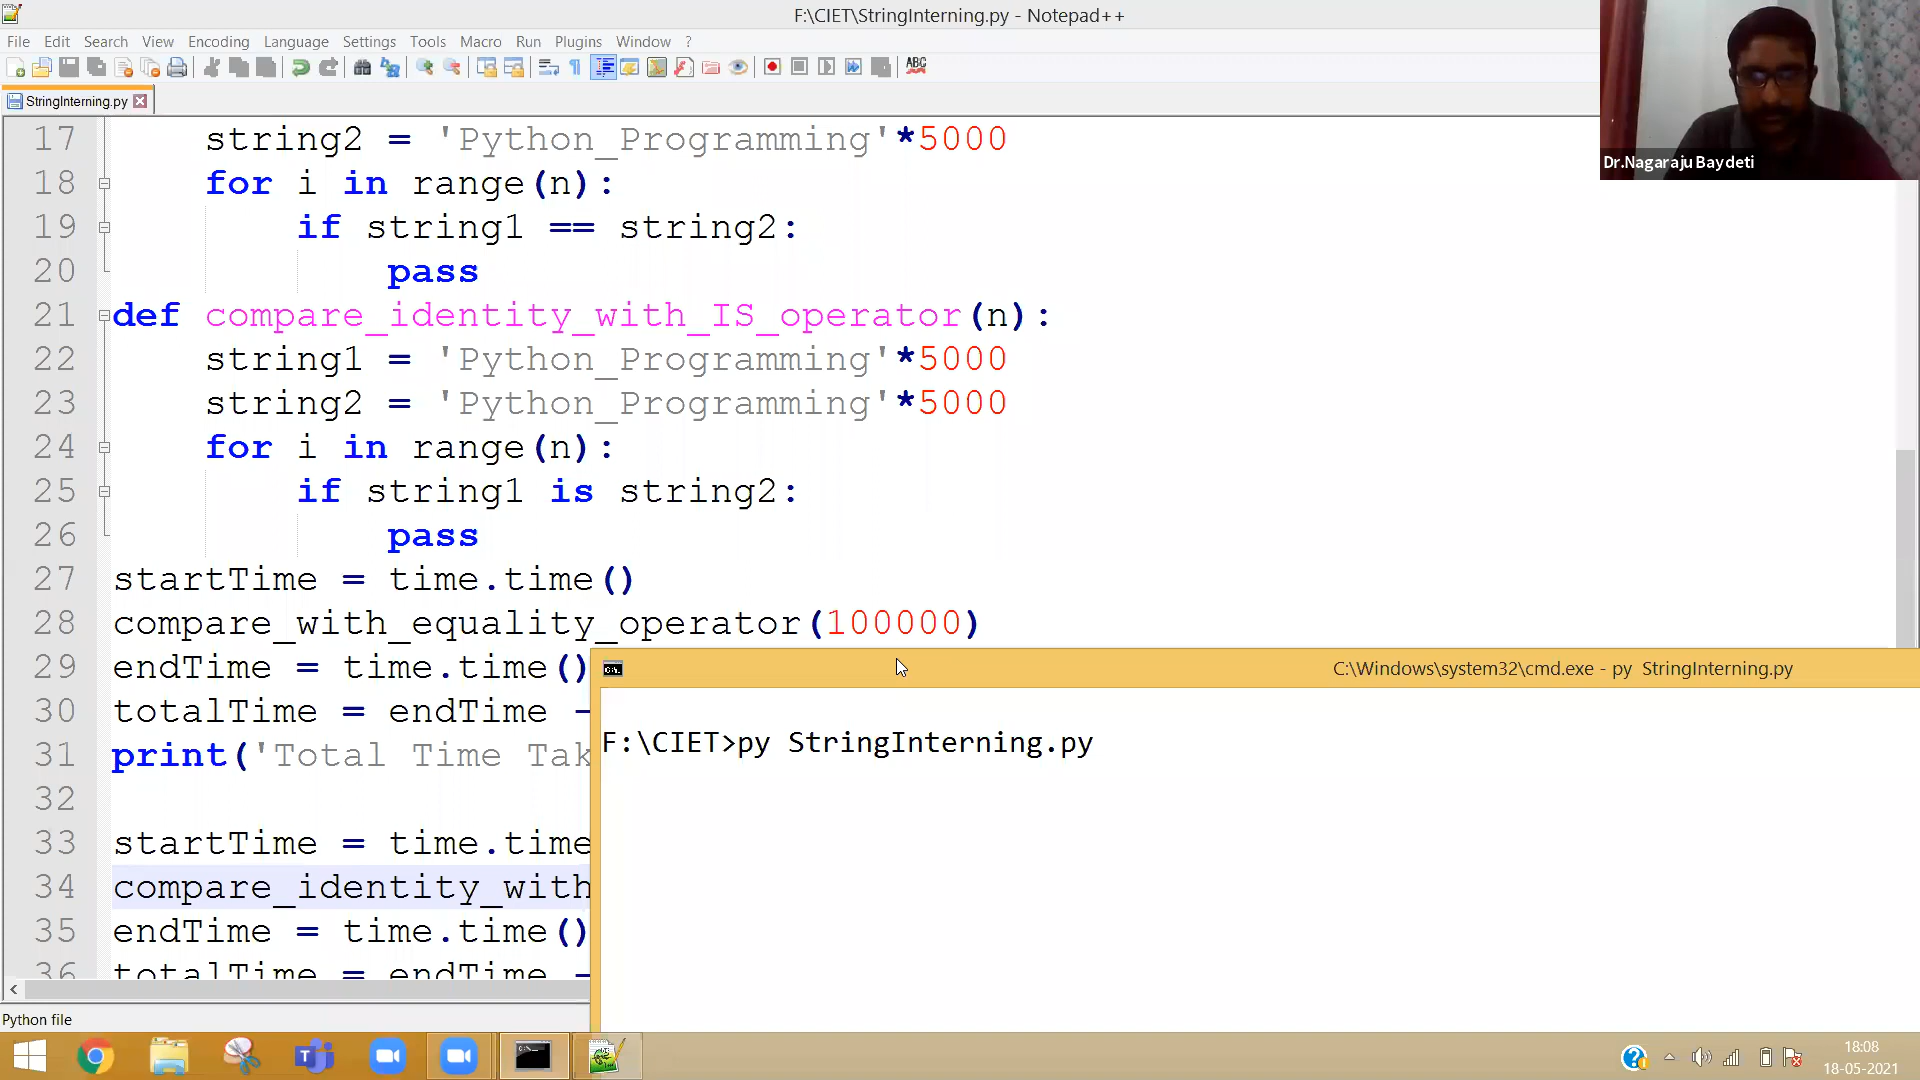 F:\CIET\StringInterning.py - Notepad++
File Edit Search View Encoding Language Settings Tools Macro Run Plugins Window ?
ABC
StringInterning.py
17 string2 = 'Python_Programming'*5000
18 for i in range(n):
19 if string1 == string2:
20 pass
21 def compare_identity_with_IS_operator(n):
22 string1 = 'Python_Programming'*5000
23 string2 = 'Python_Programming'*5000
24 for i in range(n):
25 if string1 is string2:
26 pass
27 startTime = time.time()
28 compare_with_equality_operator(100000)
29 endTime = time.time()
30 totalTime = endTime -
31 print('Total Time Tak
32
33 startTime = time.time
34 compare_identity_with
35 endTime = time.time()
36 totalTime = endTime -
Dr.Nagaraju Baydeti
C:\Windows\system32\cmd.exe - py StringInterning.py
F:\CIET>py StringInterning.py
Python file
18:08
18-05-2021